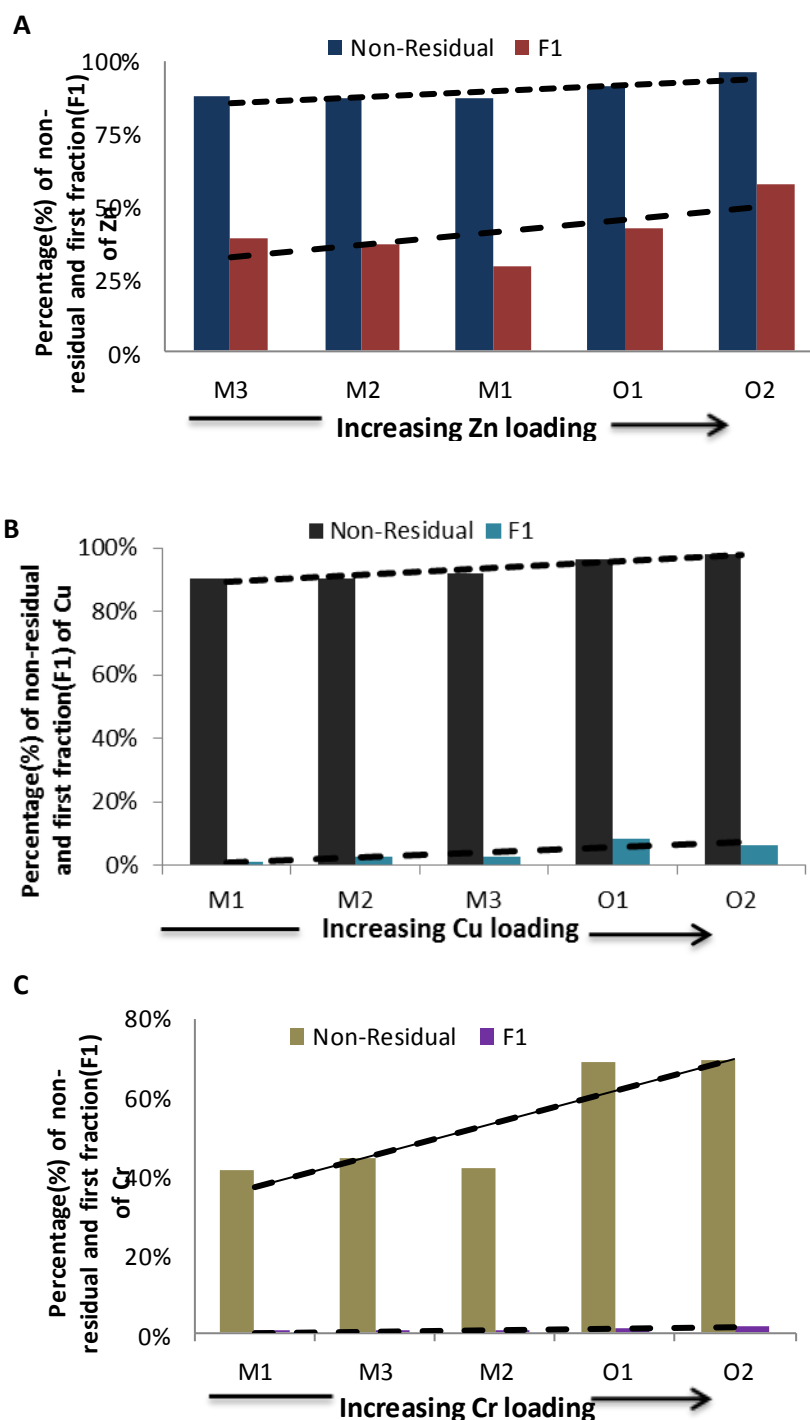 A
Non-Residual F1
Percentage(%) of non-
residual and first fraction(F1)
of Zn
100%
75%
50%
25%
0%
M3 M2 M1 O1 O2
Increasing Zn loading
B
Non-Residual F1
Percentage(%) of non-residual
and first fraction(F1) of Cu
100%
80%
60%
40%
20%
0%
M1 M2 M3 O1 O2
Increasing Cu loading
C
Non-Residual F1
Percentage(%) of non-
residual and first fraction(F1)
of Cr
80%
60%
40%
20%
0%
M1 M3 M2 O1 O2
Increasing Cr loading